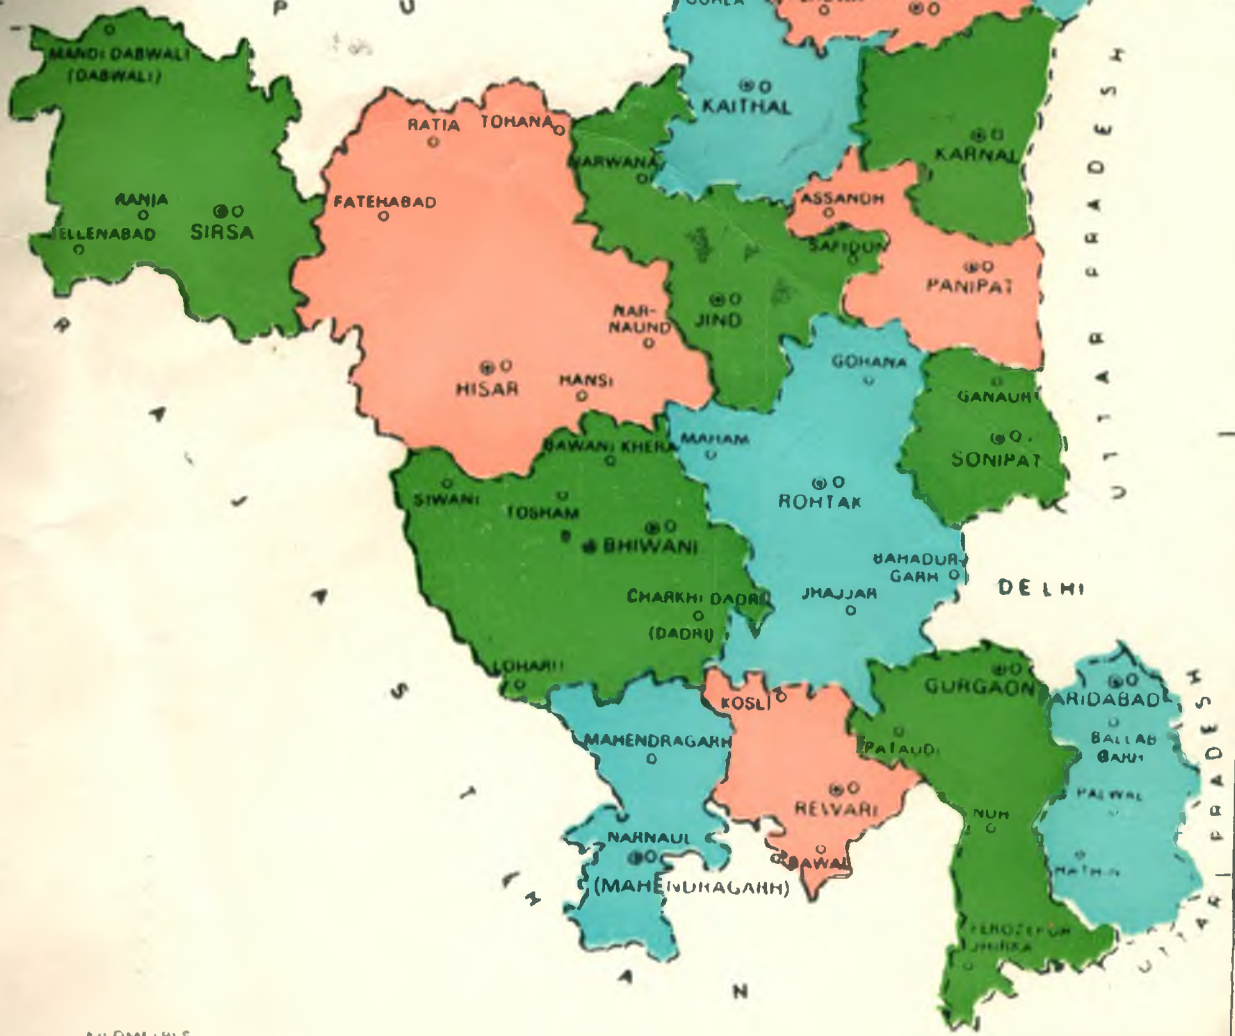 P U
MANDI DABWALI
(DABWALI)
KAITHAL
RATIA
TOHANA
NARWANA
KARNAL
RANIA
FATEHABAD
ASSANDH
ELLENABAD
SIRSA
SAFIDON
PANIPAT
NAR-
NAUND
JIND
GOHANA
HISAR
HANSI
GANAUR
BAWANI KHERA
MAHAM
SONIPAT
SIWANI
TOSHAM
ROHTAK
BHIWANI
BAHADUR
GARH
DELHI
CHARKHI DADRI
(DADRI)
JHAJJAR
LOHARU
GURGAON
KOSLI
ARIDABAD
MAHENDRAGARH
PATAUDI
BALLAB
GARH
REWARI
PALWAL
NUH
NARNAUL
(MAHENDRAGARH)
BAWAL
HATHIN
FEROZEPUR
JHIRKA
RAJASTHAN
UTTAR PRADESH
UTTAR PRADESH